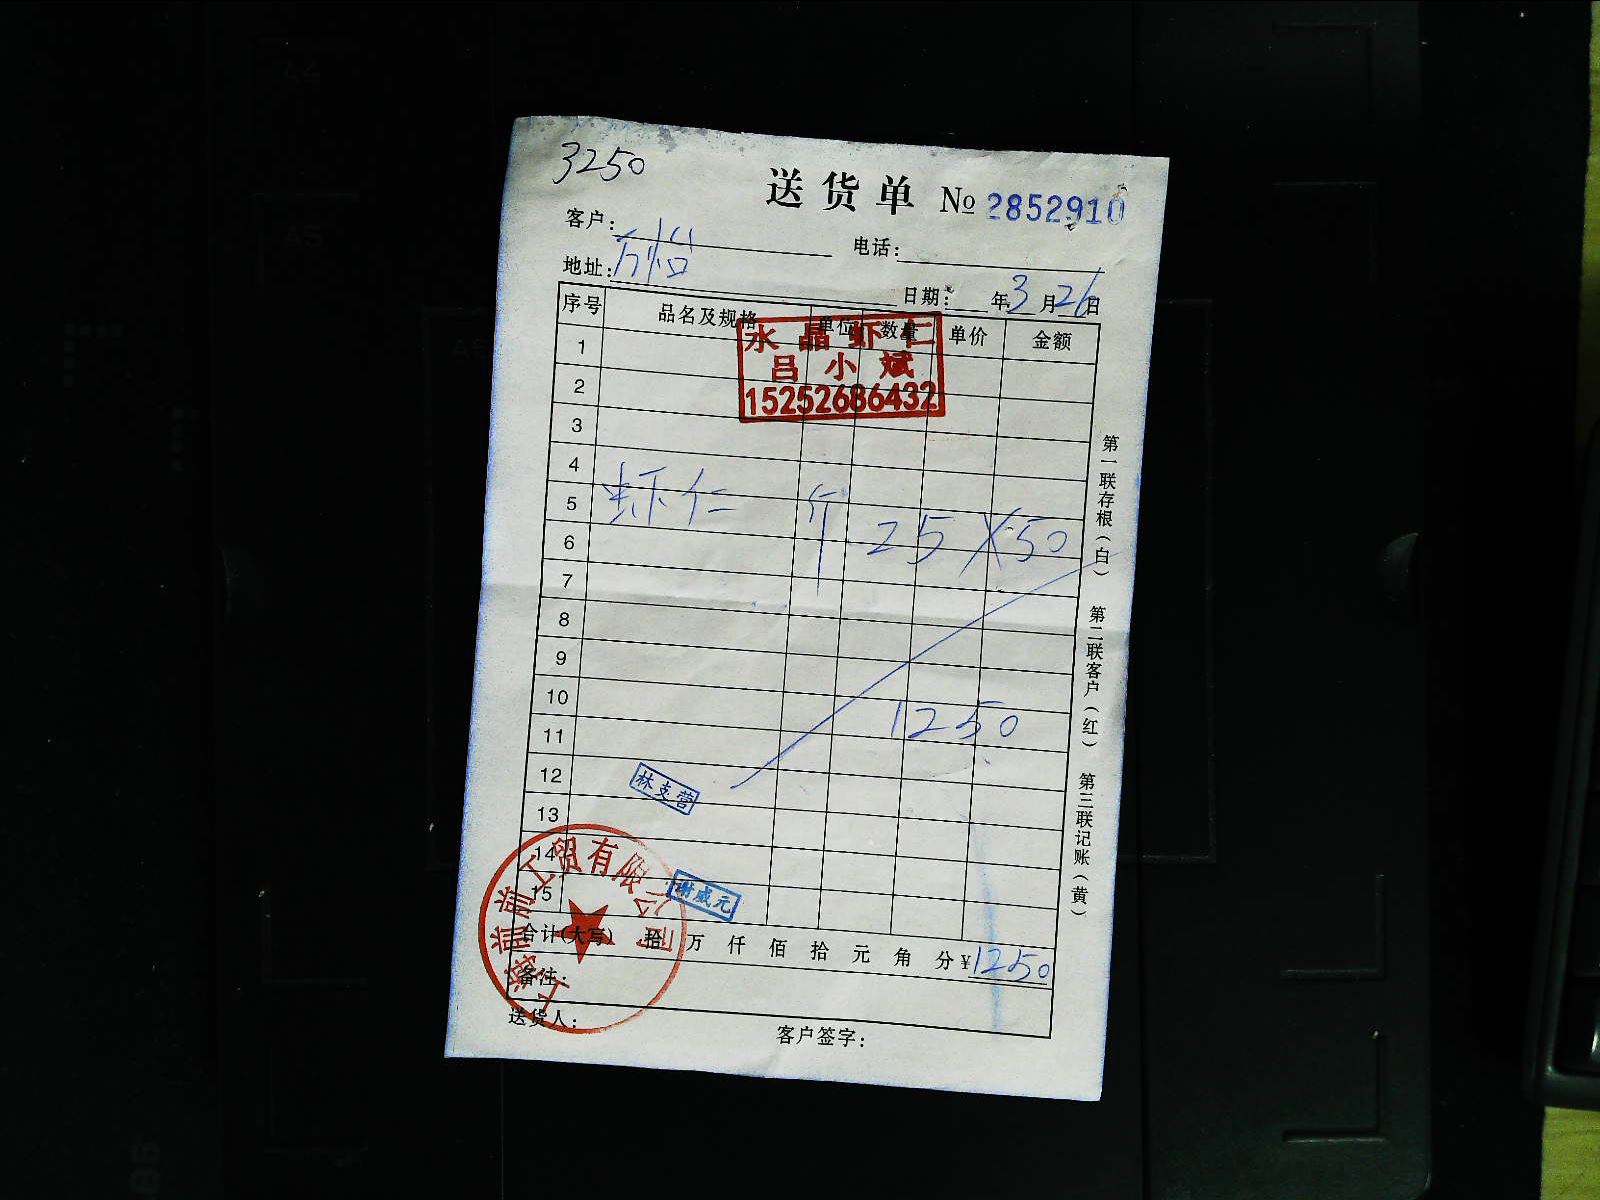 3250
送货单 № 2852910
客户:
电话:
地址:
日期: 年3月26日
序号 品名及规格 单位 数量 单价 金额
水晶虾仁
吕小斌
15252686432
1
2
3
4
5
虾仁 斤 25 X 50
6
7
8
9
10
1250
11
12
林支营
13
14
15
谢威元
合计(大写) 拾 万 仟 佰 拾 元 角 分 ¥1250
备注:
送货人:
客户签字:
第一联存根(白) 第二联客户(红) 第三联记账(黄)